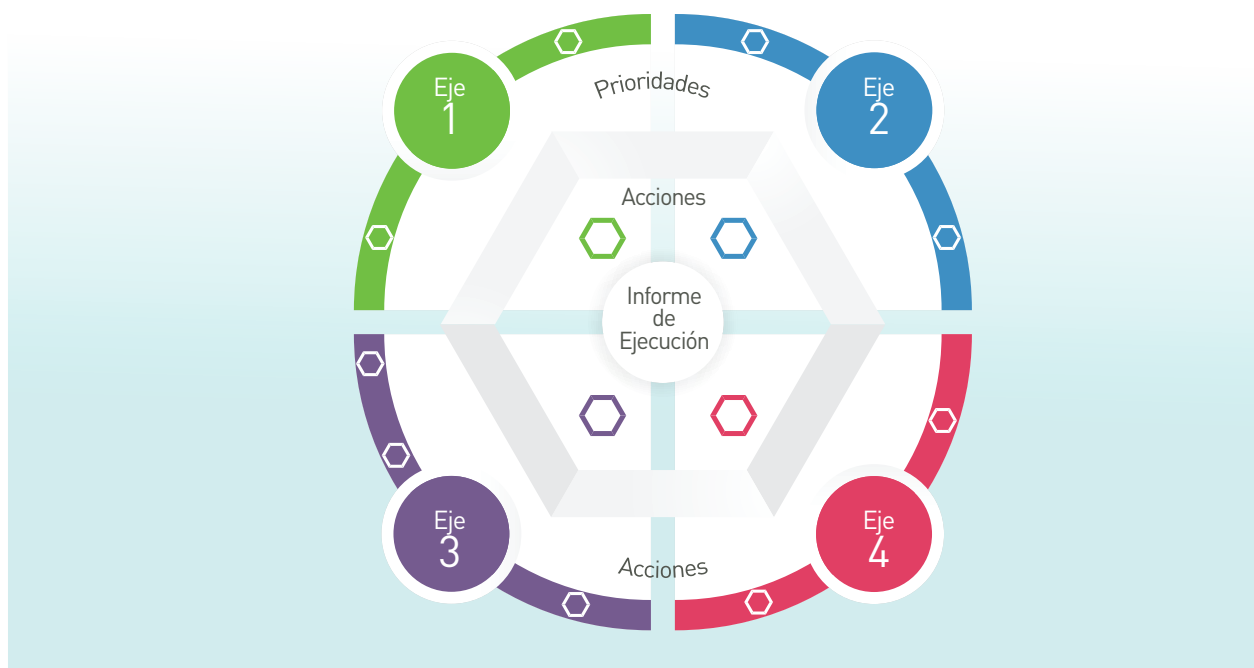 Eje
1
Prioridades
Eje
2
Acciones
Informe
de
Ejecución
Eje
3
Acciones
Eje
4